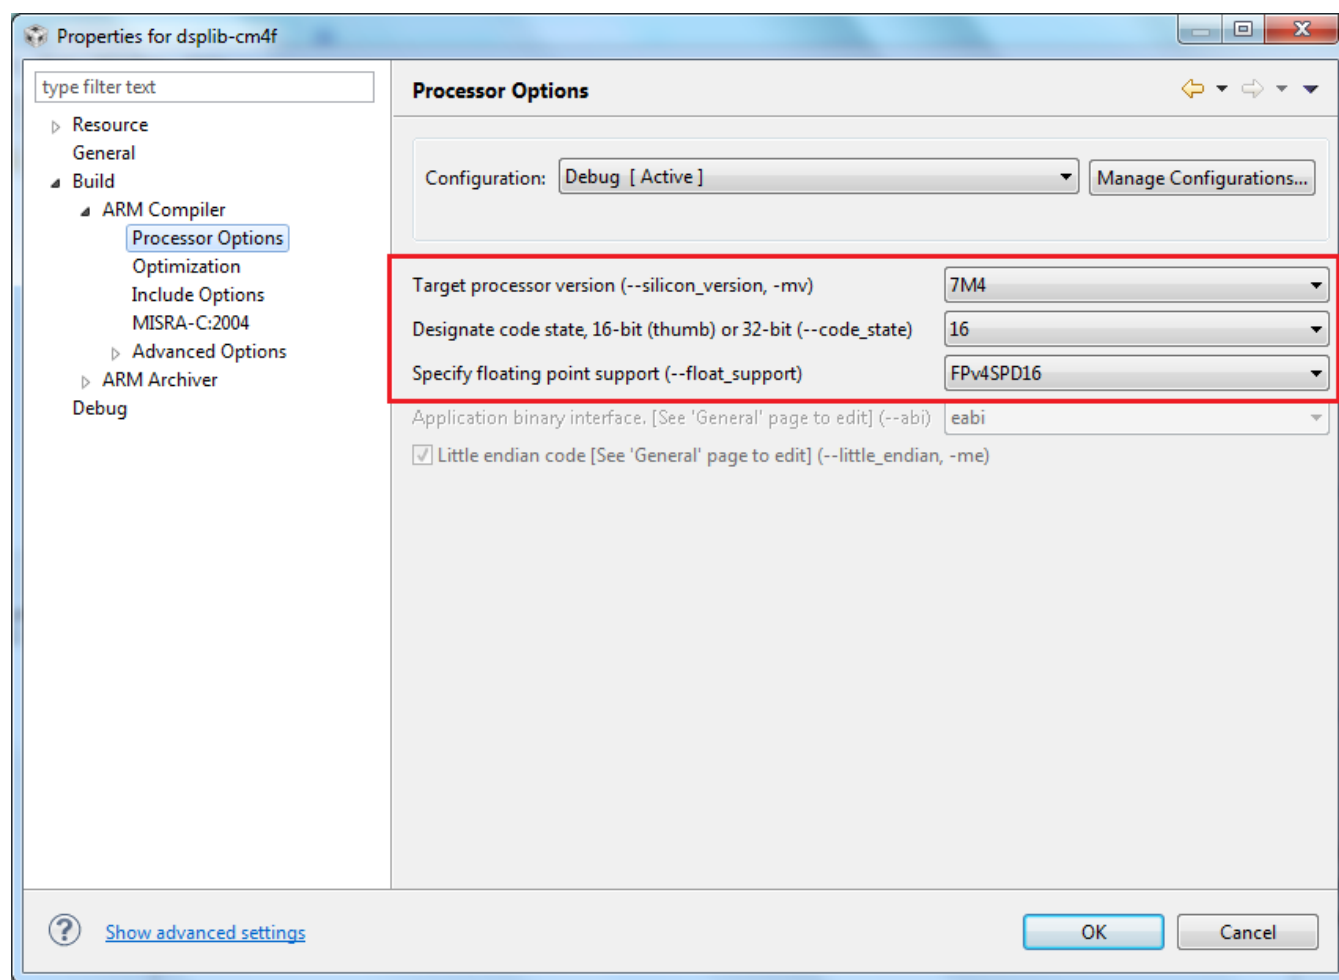 Properties for dsplib-cm4f
type filter text
Resource
General
Build
ARM Compiler
Processor Options
Optimization
Include Options
MISRA-C:2004
Advanced Options
ARM Archiver
Debug
Processor Options
Configuration: Debug [ Active ] Manage Configurations...
Target processor version (--silicon_version, -mv) 7M4
Designate code state, 16-bit (thumb) or 32-bit (--code_state) 16
Specify floating point support (--float_support) FPv4SPD16
Application binary interface. [See 'General' page to edit] (--abi) eabi
Little endian code [See 'General' page to edit] (--little_endian, -me)
Show advanced settings
OK Cancel